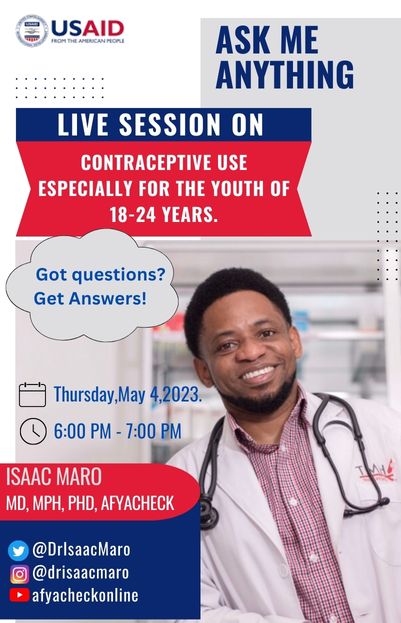 USAID
FROM THE AMERICAN PEOPLE
ASK ME
ANYTHING
LIVE SESSION ON
CONTRACEPTIVE USE
ESPECIALLY FOR THE YOUTH OF
18-24 YEARS.
Got questions?
Get Answers!
Thursday,May 4,2023.
6:00 PM - 7:00 PM
ISAAC MARO
MD, MPH, PHD, AFYACHECK
@DrIsaacMaro
@drisaacmaro
afyacheckonline